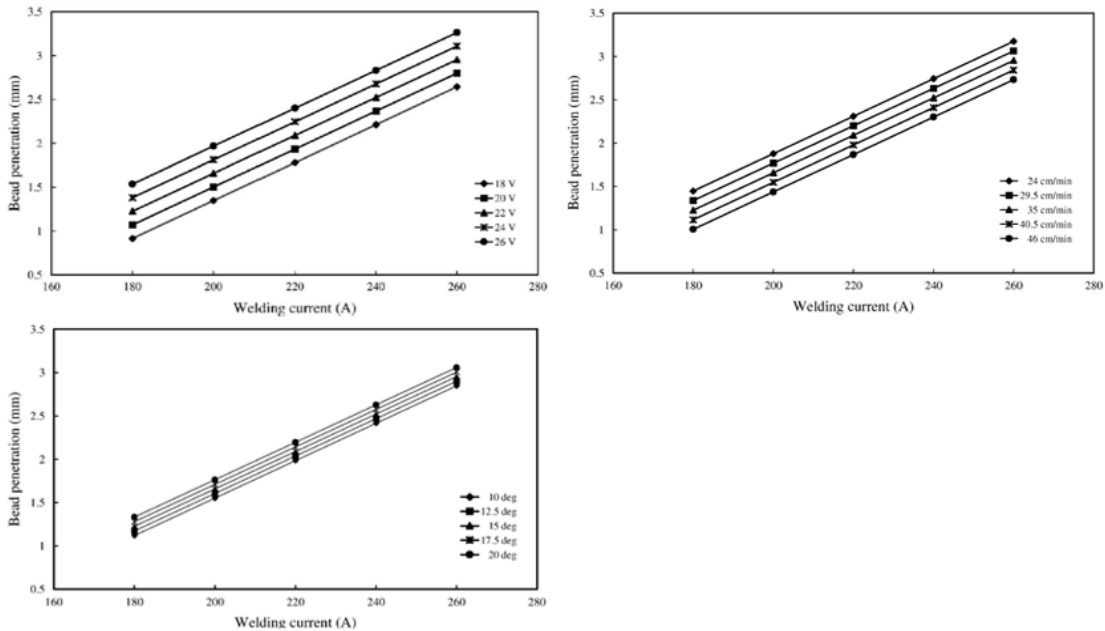 3.5
3
2.5
2
1.5
1
0.5
160 180 200 220 240 260 280
Bead penetration (mm)
Welding current (A)
18 V
20 V
22 V
24 V
26 V
3.5
3
2.5
2
1.5
1
0.5
160 180 200 220 240 260 280
Bead penetration (mm)
Welding current (A)
24 cm/min
29.5 cm/min
35 cm/min
40.5 cm/min
46 cm/min
3.5
3
2.5
2
1.5
1
0.5
160 180 200 220 240 260 280
Bead penetration (mm)
Welding current (A)
10 deg
12.5 deg
15 deg
17.5 deg
20 deg